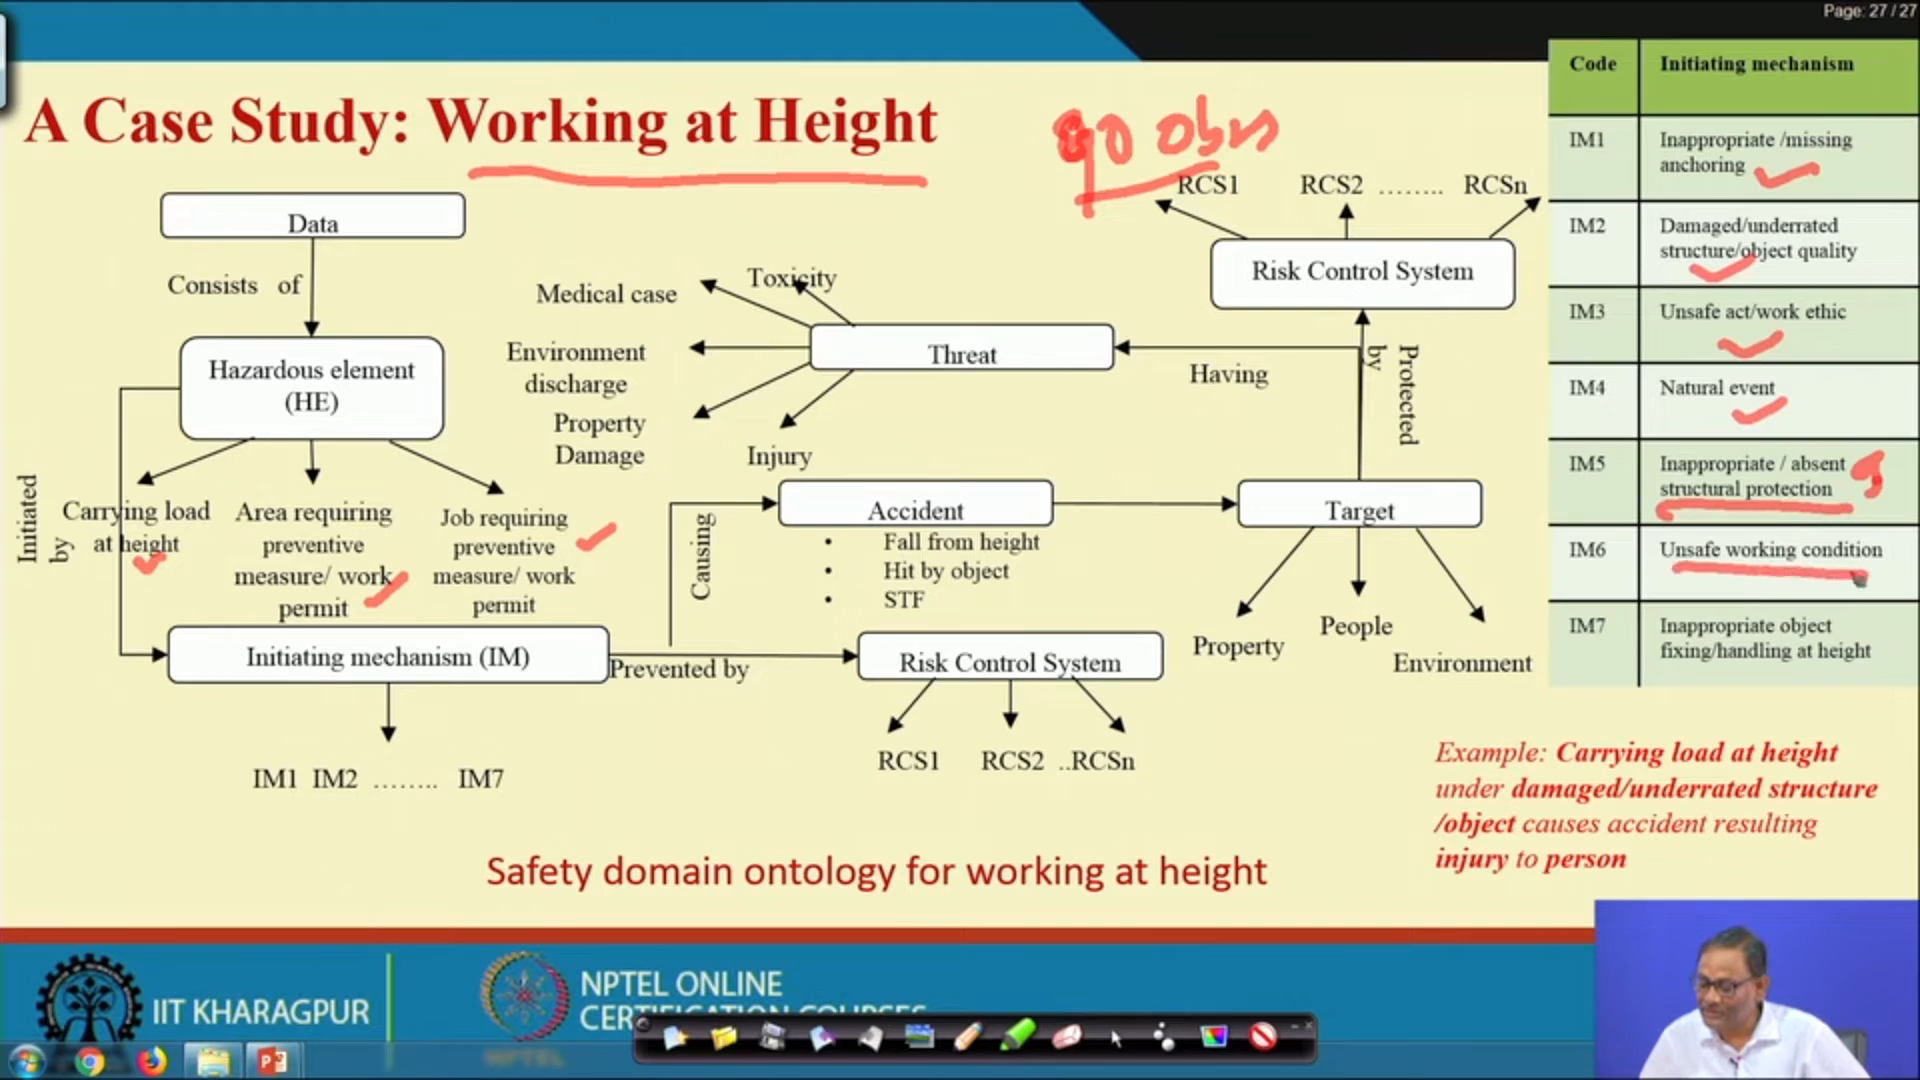 Page: 27 / 27
A Case Study: Working at Height
90 obs
Data
Consists of
Hazardous element
(HE)
Initiated
by
Carrying load
at height
Area requiring
preventive
measure/ work
permit
Job requiring
preventive
measure/ work
permit
Initiating mechanism (IM)
IM1 IM2 ........ IM7
Medical case
Toxicity
Environment
discharge
Property
Damage
Injury
Threat
Having
RCS1 RCS2 ........ RCSn
Risk Control System
Protected
by
Causing
Accident
• Fall from height
• Hit by object
• STF
Target
Property
People
Environment
Prevented by
Risk Control System
RCS1 RCS2 ..RCSn
Code Initiating mechanism
IM1 Inappropriate /missing
anchoring
IM2 Damaged/underrated
structure/object quality
IM3 Unsafe act/work ethic
IM4 Natural event
IM5 Inappropriate / absent
structural protection
IM6 Unsafe working condition
IM7 Inappropriate object
fixing/handling at height
Example: Carrying load at height
under damaged/underrated structure
/object causes accident resulting
injury to person
Safety domain ontology for working at height
IIT KHARAGPUR
NPTEL ONLINE
CERTIFICATION COURSES